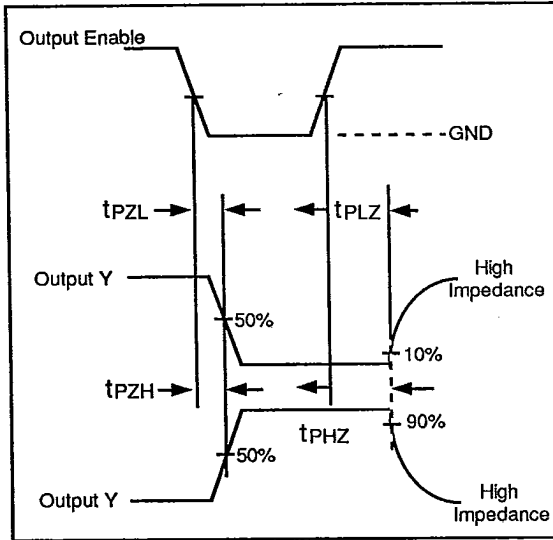 Output Enable
GND
tPZL
tPLZ
Output Y
High
Impedance
50%
10%
tPZH
90%
tPHZ
50%
Output Y
High
Impedance